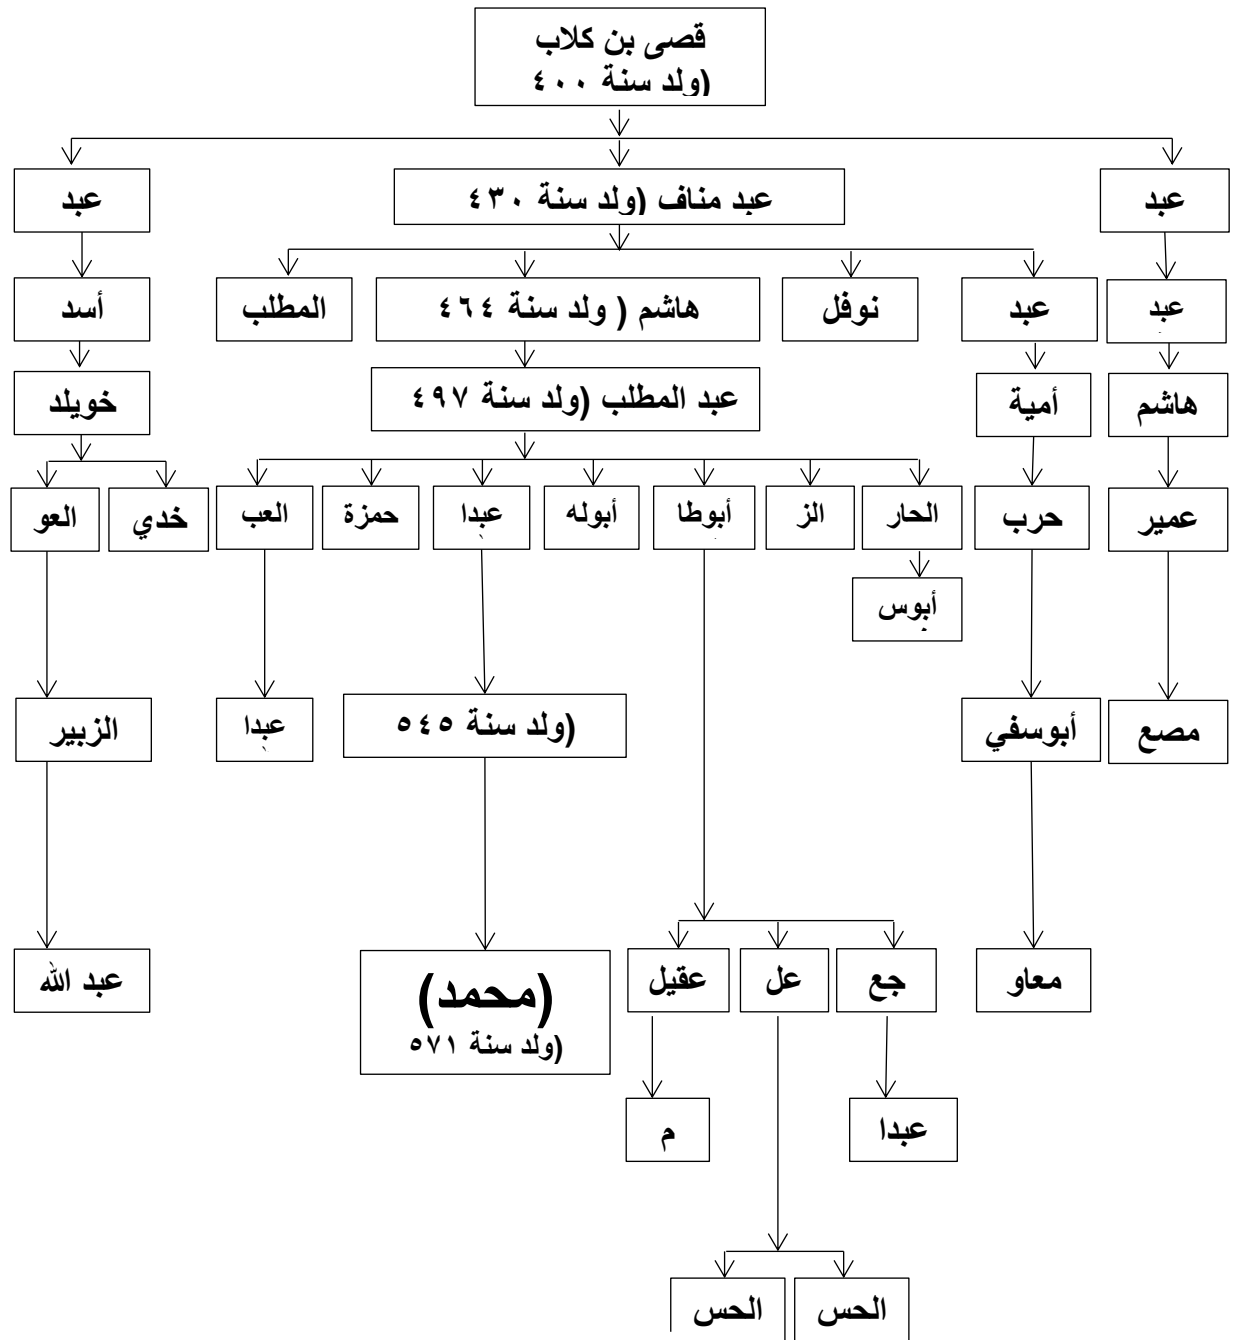 قصى بن كلاب
(ولد سنة ٤٠٠
عبد
عبد مناف (ولد سنة ٤٣٠
عبد
عبد
عبد
نوفل
هاشم ( ولد سنة ٤٦٤
المطلب
أسد
هاشم
أمية
عبد المطلب (ولد سنة ٤٩٧
خويلد
عمير
حرب
الحار
الز
أبوطا
أبوله
عبدا
حمزة
العب
خدي
العو
أبوس
مصع
أبوسفي
(ولد سنة ٥٤٥
عبدا
الزبير
معاو
جع
عل
عقيل
(محمد)
(ولد سنة ٥٧١
عبد الله
عبدا
م
الحس
الحس